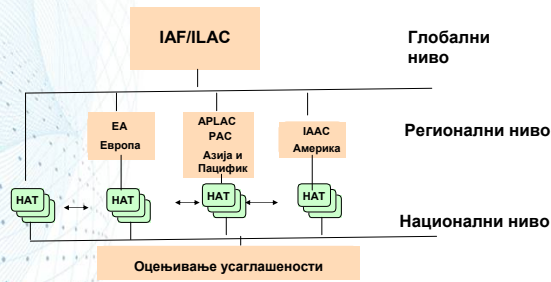 IAF/ILAC
Глобални
ниво
ЕА
Европа
APLAC
PAC
Азија и
Пацифик
IAAC
Америка
Регионални ниво
НАТ
НАТ
НАТ
НАТ
Национални ниво
Оцењивање усаглашености